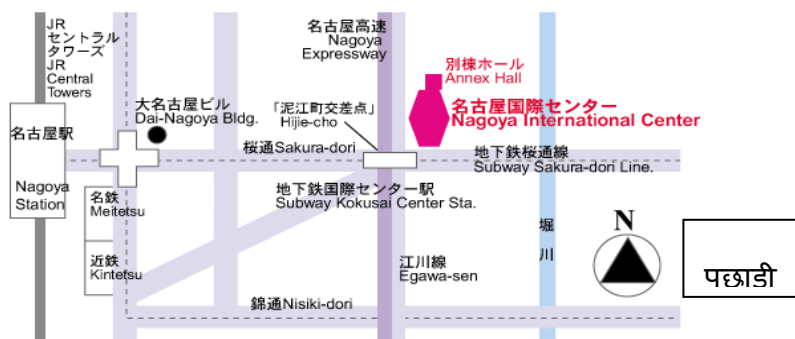 JR
セントラル
タワーズ
JR
Central
Towers
名古屋高速
Nagoya
Expressway
別棟ホール
Annex Hall
大名古屋ビル
Dai-Nagoya Bldg.
「泥江町交差点」
Hijie-cho
名古屋国際センター
Nagoya International Center
名古屋駅
桜通Sakura-dori
地下鉄桜通線
Subway Sakura-dori Line.
Nagoya
Station
名鉄
Meitetsu
地下鉄国際センター駅
Subway Kokusai Center Sta.
堀
川
N
पछाडी
近鉄
Kintetsu
江川線
Egawa-sen
錦通Nisiki-dori